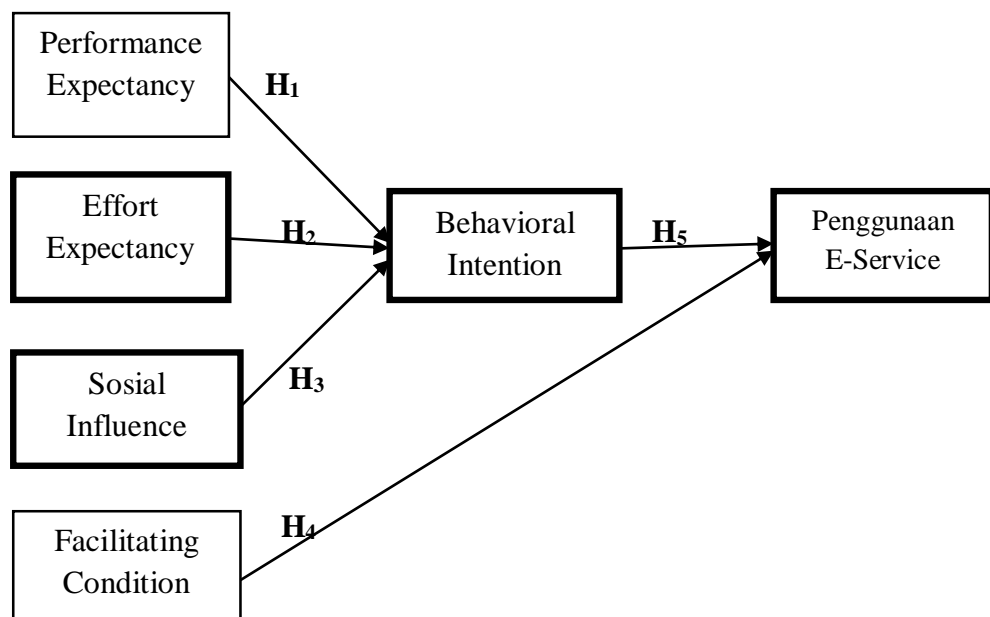 Performance
Expectancy
H₁
Effort
Expectancy
H₂
Behavioral
Intention
H₅
Penggunaan
E-Service
Sosial
Influence
H₃
Facilitating
Condition
H₄